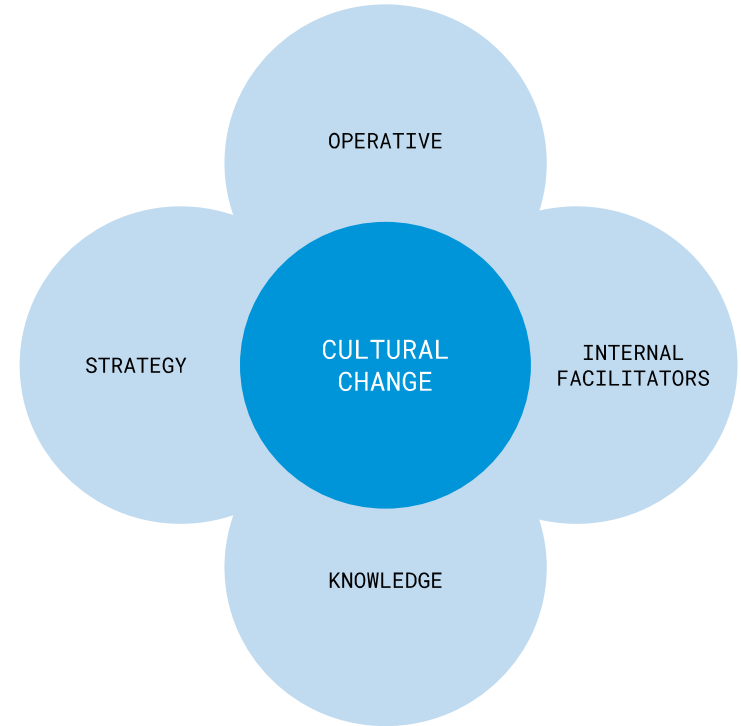 OPERATIVE
STRATEGY
CULTURAL
CHANGE
INTERNAL
FACILITATORS
KNOWLEDGE